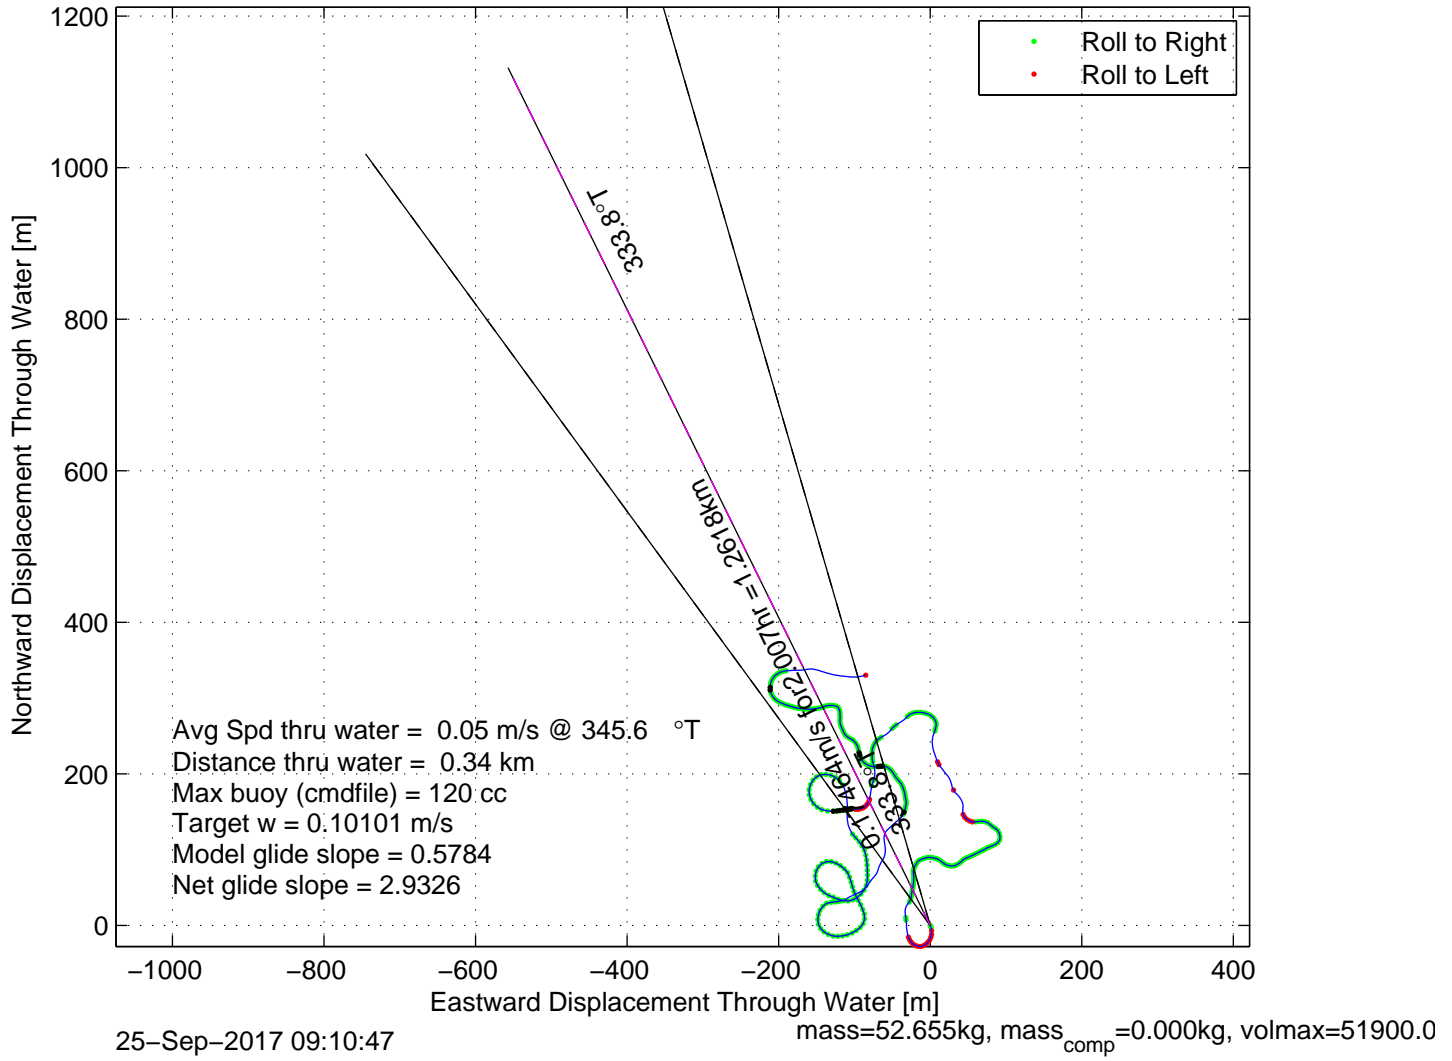 1200
1000
800
600
400
200
0
Northward Displacement Through Water [m]
Roll to Right
Roll to Left
333.8°T
0.17464m/s for2.007hr =1.2618km
333.8°T
Avg Spd thru water =  0.05 m/s @ 345.6   °T
Distance thru water =  0.34 km
Max buoy (cmdfile) = 120 cc
Target w = 0.10101 m/s
Model glide slope = 0.5784
Net glide slope = 2.9326
−1000 −800 −600 −400 −200 0 200 400
Eastward Displacement Through Water [m]
25−Sep−2017 09:10:47
mass=52.655kg, mass_comp=0.000kg, volmax=51900.0